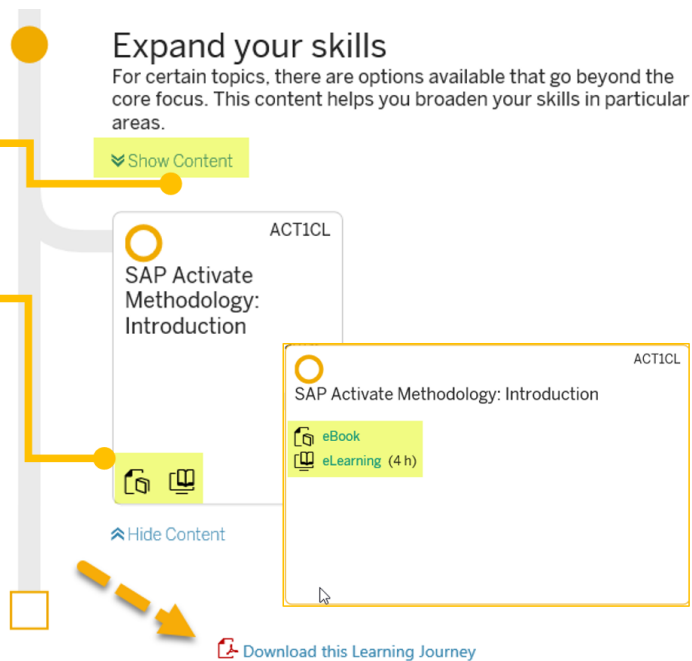 Expand your skills
For certain topics, there are options available that go beyond the
core focus. This content helps you broaden your skills in particular
areas.
Show Content
ACT1CL
SAP Activate
Methodology:
Introduction
ACT1CL
SAP Activate Methodology: Introduction
eBook
eLearning (4 h)
Hide Content
Download this Learning Journey